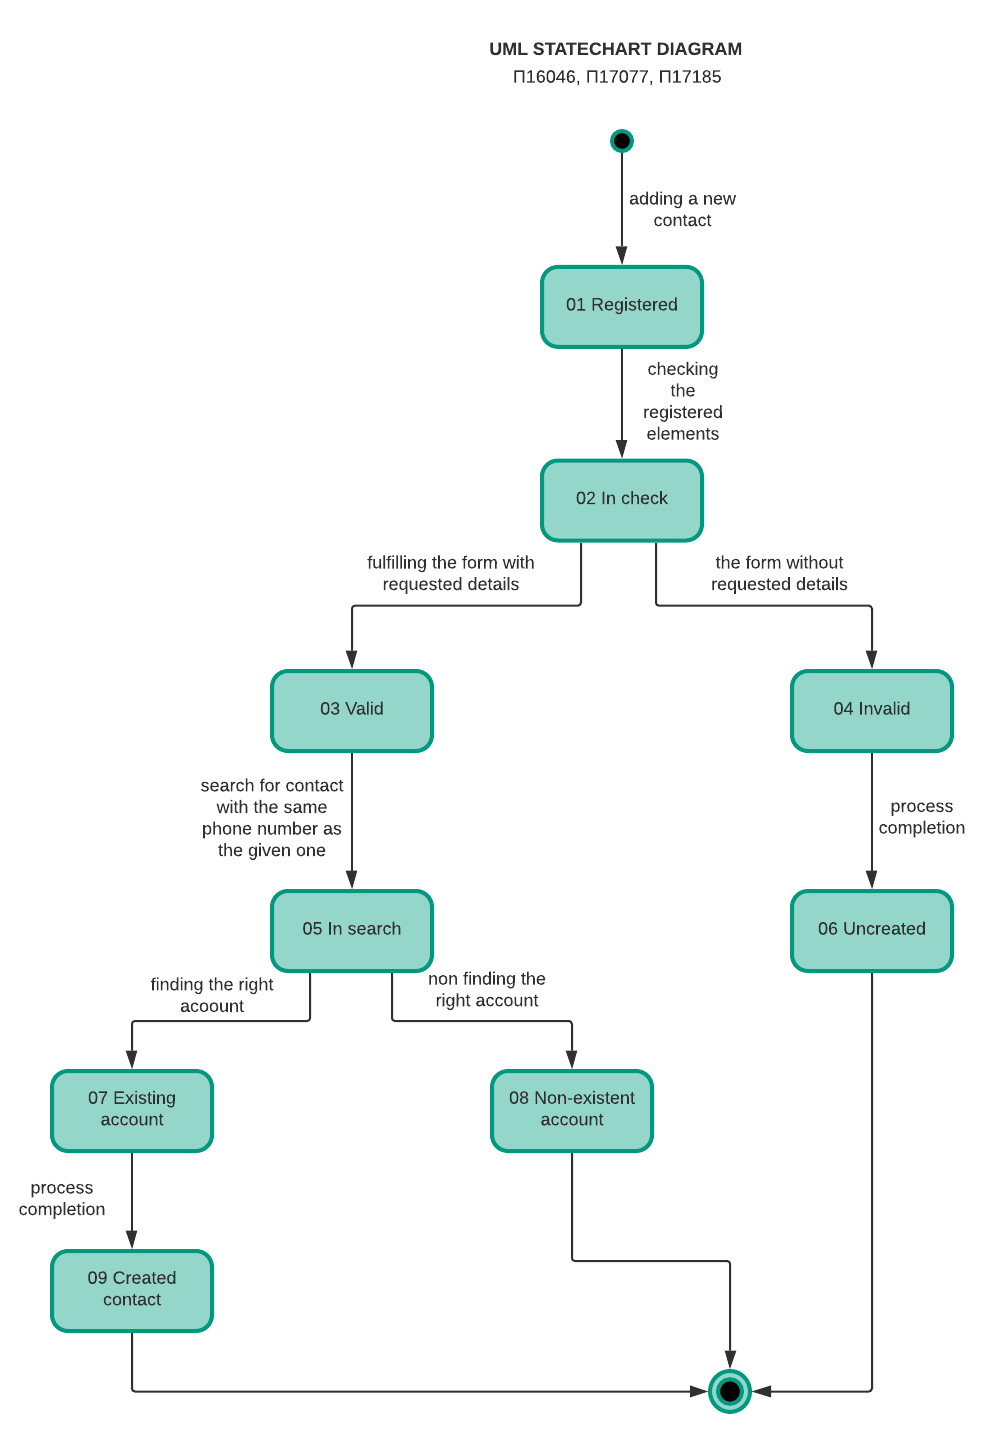 UML STATECHART DIAGRAM
Π16046, Π17077, Π17185
adding a new
contact
01 Registered
checking
the
registered
elements
02 In check
fulfilling the form with
requested details
the form without
requested details
03 Valid
04 Invalid
search for contact
with the same
phone number as
the given one
process
completion
05 In search
06 Uncreated
finding the right
acoount
non finding the
right account
07 Existing
account
08 Non-existent
account
process
completion
09 Created
contact